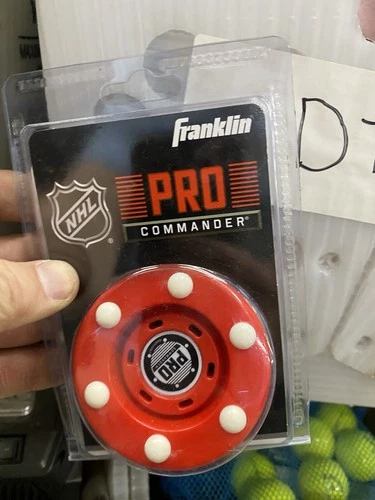 Franklin
NHL
PRO
COMMANDER
PRO
D